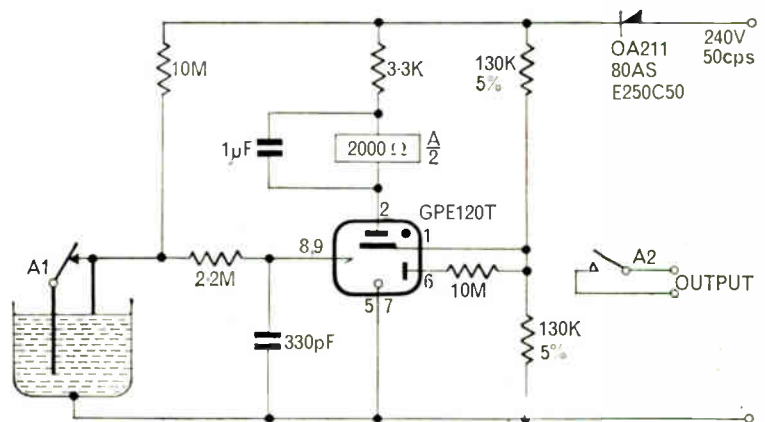 10M
3·3K
130K
5%
OA211
80AS
E250C50
240V
50cps
1µF
2000 Ω
A
2
2
GPE120T
1
8,9
A1
2·2M
6
10M
A2
OUTPUT
5
7
330pF
130K
5%